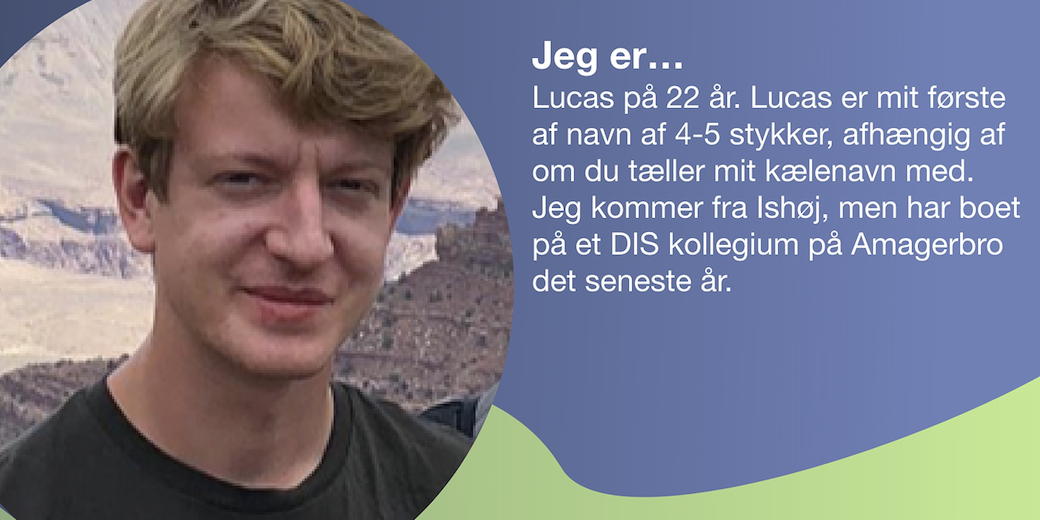 Jeg er…
Lucas på 22 år. Lucas er mit første
af navn af 4-5 stykker, afhængig af
om du tæller mit kælenavn med.
Jeg kommer fra Ishøj, men har boet
på et DIS kollegium på Amagerbro
det seneste år.